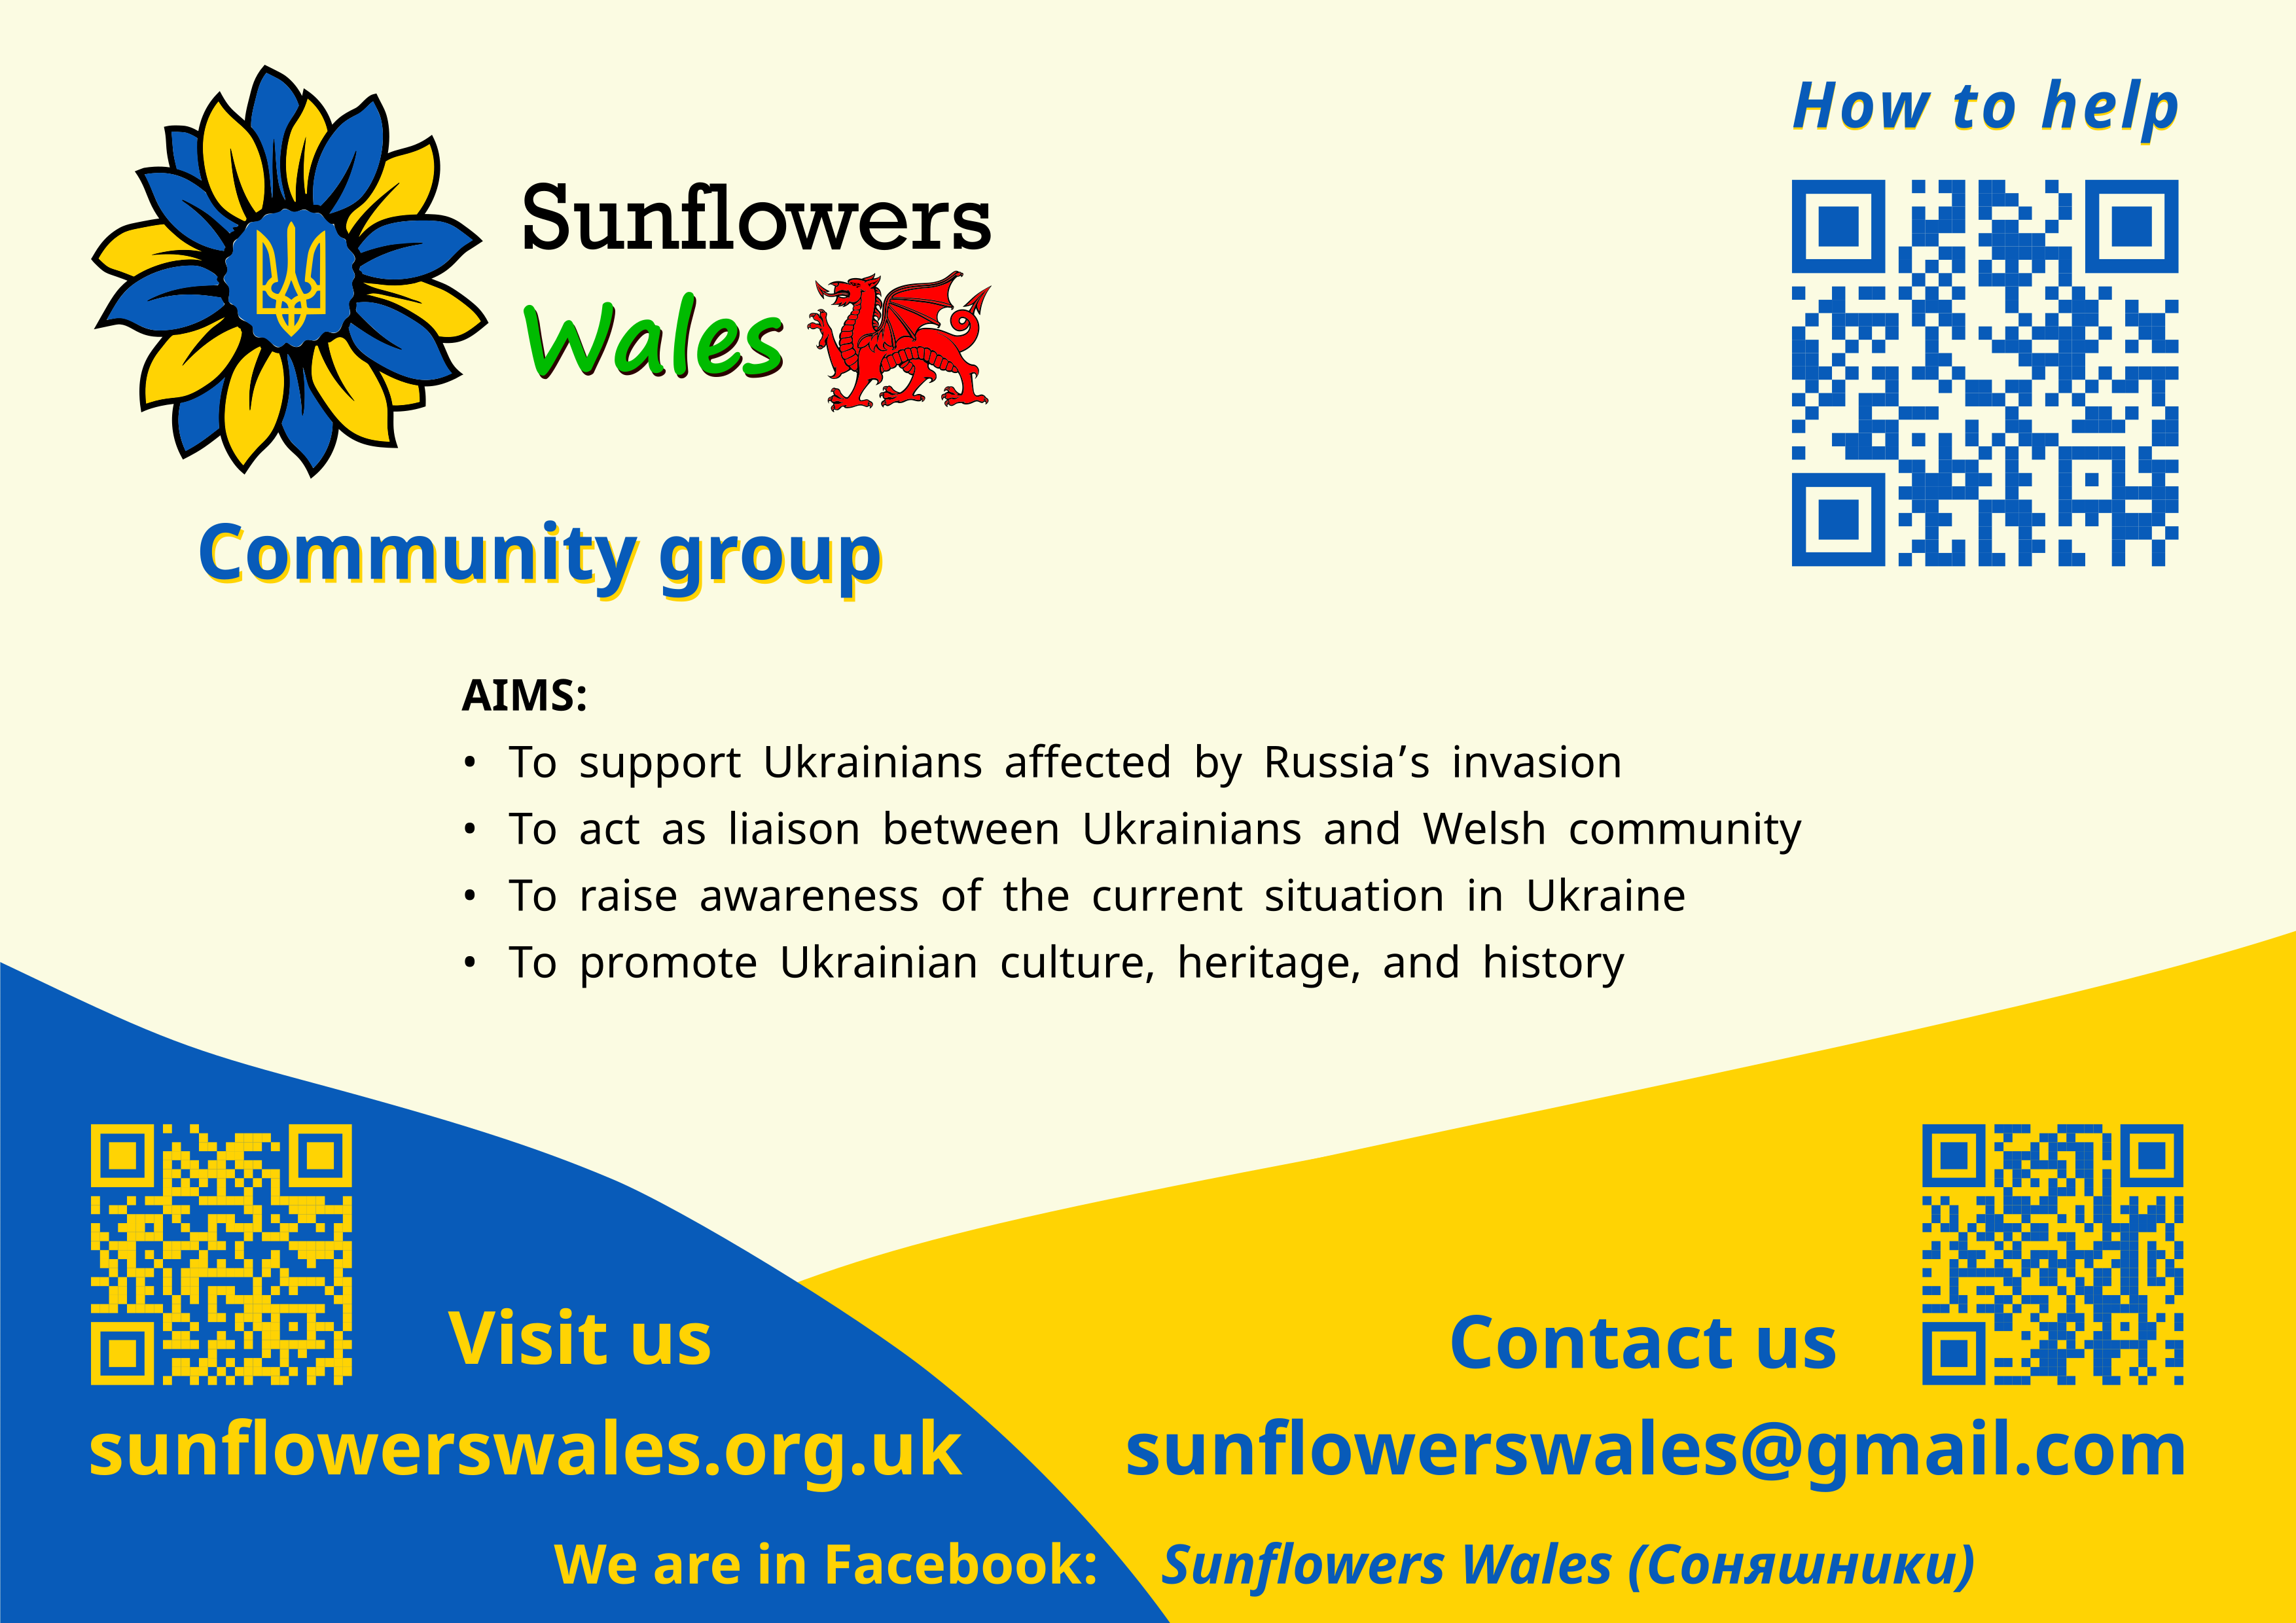 How to help
Sunflowers
Wales
Community group
AIMS:
• To support Ukrainians affected by Russia’s invasion
• To act as liaison between Ukrainians and Welsh community
• To raise awareness of the current situation in Ukraine
• To promote Ukrainian culture, heritage, and history
Visit us
sunflowerswales.org.uk
Contact us
sunflowerswales@gmail.com
We are in Facebook: Sunflowers Wales (Соняшники)